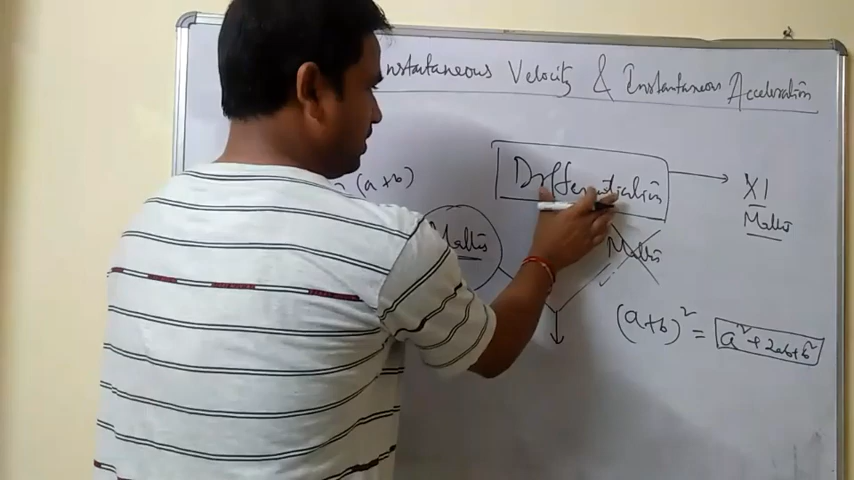 nstantaneous Velocity & Instantaneous Acceleration
(a+b)
Differentiation
XI
Maths
Maths
Maths
(a+b)² = a²+2ab+b²